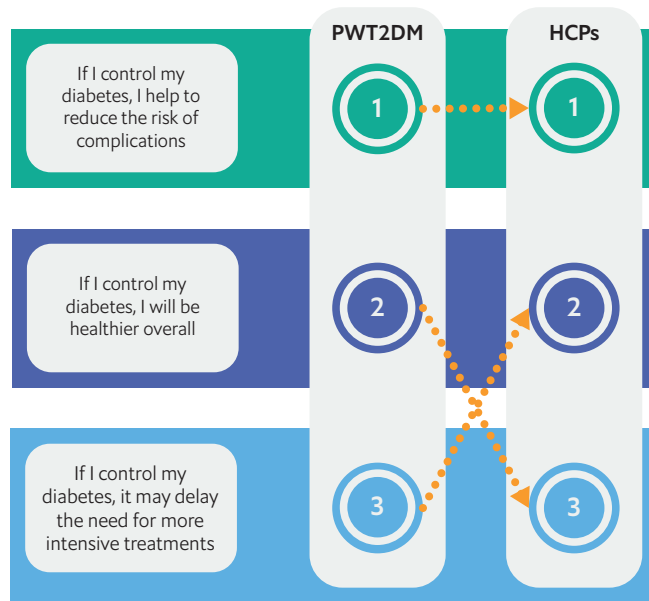 PWT2DM
HCPs
If I control my
diabetes, I help to
reduce the risk of
complications
1
1
If I control my
diabetes, I will be
healthier overall
2
2
If I control my
diabetes, it may delay
the need for more
intensive treatments
3
3